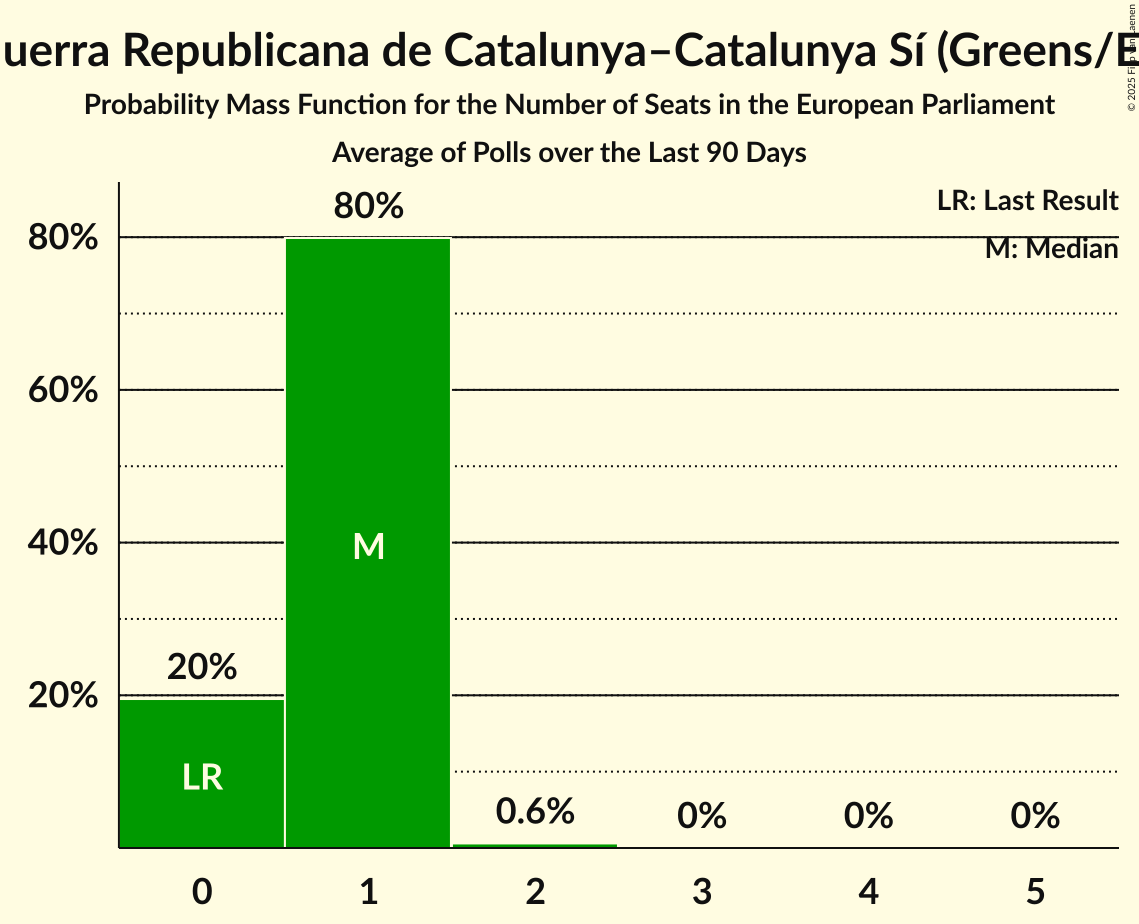 uerra Republicana de Catalunya–Catalunya Sí (Greens/E
Probability Mass Function for the Number of Seats in the European Parliament
Average of Polls over the Last 90 Days
LR: Last Result
M: Median
80%
80%
60%
40%
20%
20%
M
LR
0.6%
0%
0%
0%
0 1 2 3 4 5